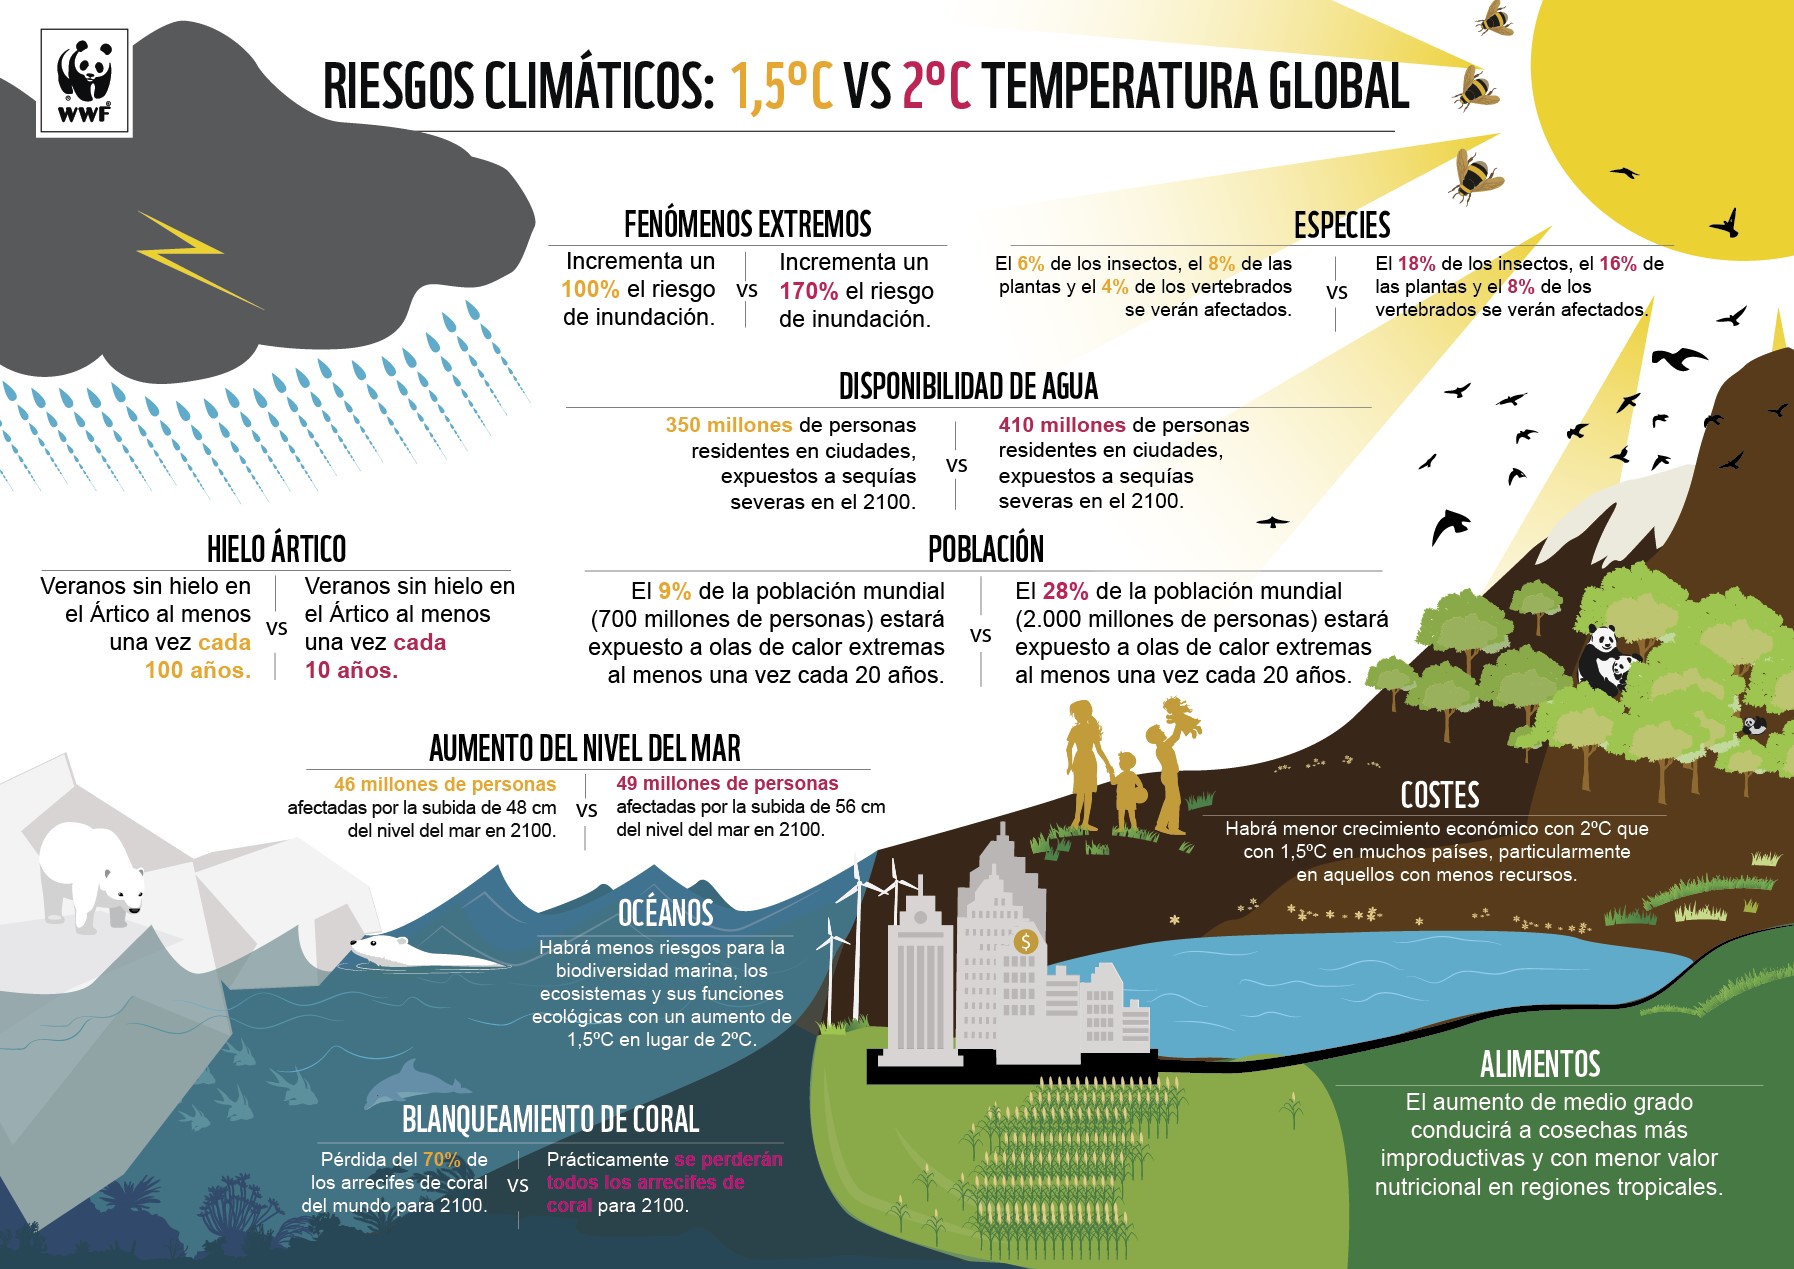 WWF
RIESGOS CLIMÁTICOS: 1,5ºC VS 2ºC TEMPERATURA GLOBAL
FENÓMENOS EXTREMOS
Incrementa un
100% el riesgo
de inundación.
VS
Incrementa un
170% el riesgo
de inundación.
ESPECIES
El 6% de los insectos, el 8% de las
plantas y el 4% de los vertebrados
se verán afectados.
VS
El 18% de los insectos, el 16% de
las plantas y el 8% de los
vertebrados se verán afectados.
DISPONIBILIDAD DE AGUA
350 millones de personas
residentes en ciudades,
expuestos a sequías
severas en el 2100.
VS
410 millones de personas
residentes en ciudades,
expuestos a sequías
severas en el 2100.
HIELO ÁRTICO
Veranos sin hielo en
el Ártico al menos
una vez cada
100 años.
VS
Veranos sin hielo en
el Ártico al menos
una vez cada
10 años.
POBLACIÓN
El 9% de la población mundial
(700 millones de personas) estará
expuesto a olas de calor extremas
al menos una vez cada 20 años.
VS
El 28% de la población mundial
(2.000 millones de personas) estará
expuesto a olas de calor extremas
al menos una vez cada 20 años.
AUMENTO DEL NIVEL DEL MAR
46 millones de personas
afectadas por la subida de 48 cm
del nivel del mar en 2100.
VS
49 millones de personas
afectadas por la subida de 56 cm
del nivel del mar en 2100.
COSTES
Habrá menor crecimiento económico con 2ºC que
con 1,5ºC en muchos países, particularmente
en aquellos con menos recursos.
OCÉANOS
Habrá menos riesgos para la
biodiversidad marina, los
ecosistemas y sus funciones
ecológicas con un aumento de
1,5ºC en lugar de 2ºC.
$
ALIMENTOS
El aumento de medio grado
conducirá a cosechas más
improductivas y con menor valor
nutricional en regiones tropicales.
BLANQUEAMIENTO DE CORAL
Pérdida del 70% de
los arrecifes de coral
del mundo para 2100.
VS
Prácticamente se perderán
todos los arrecifes de
coral para 2100.